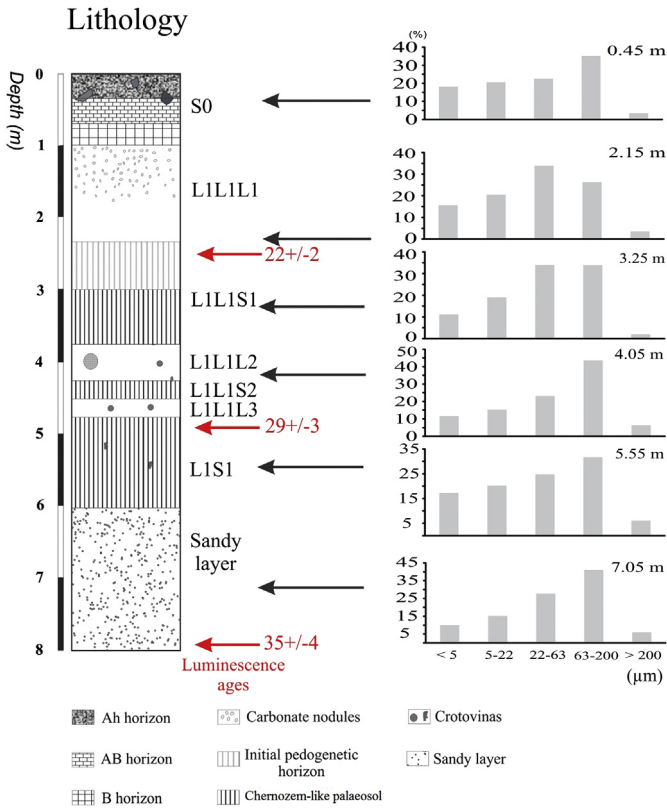 Lithology
Depth (m)
0
1
2
3
4
5
6
7
8
S0
L1L1L1
22+/-2
L1L1S1
L1L1L2
L1L1S2
L1L1L3
29+/-3
L1S1
Sandy
layer
35+/-4
Luminescence
ages
(%)
40
30
20
10
0
0.45 m
40
30
20
10
0
2.15 m
40
30
20
10
0
3.25 m
50
40
30
20
10
0
4.05 m
35
25
15
5
5.55 m
45
35
25
15
5
7.05 m
< 5 5-22 22-63 63-200 > 200
(µm)
Ah horizon
AB horizon
B horizon
Carbonate nodules
Initial pedogenetic
horizon
Chernozem-like palaeosol
Crotovinas
Sandy layer